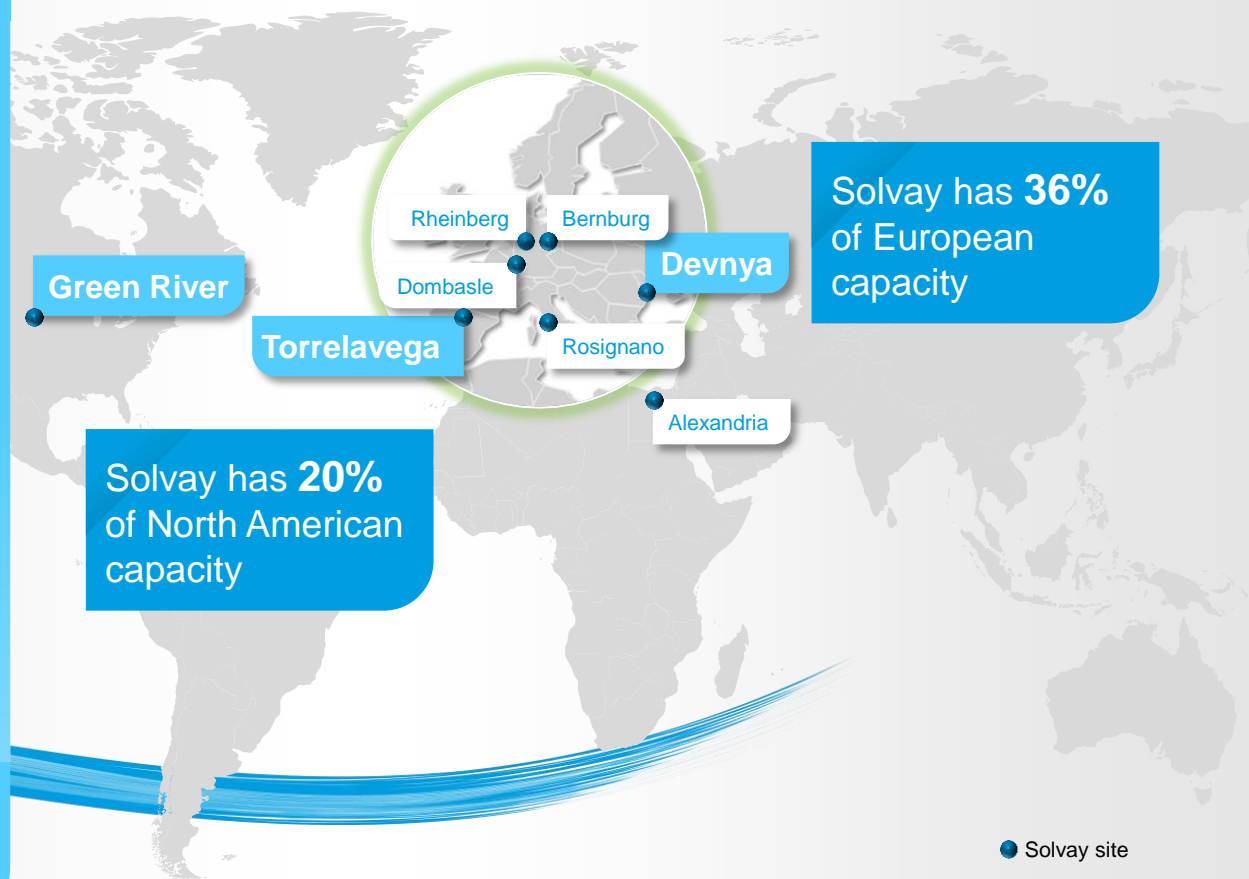 Rheinberg
Bernburg
Solvay has 36%
of European
capacity
Devnya
Green River
Dombasle
Torrelavega
Rosignano
Alexandria
Solvay has 20%
of North American
capacity
Solvay site